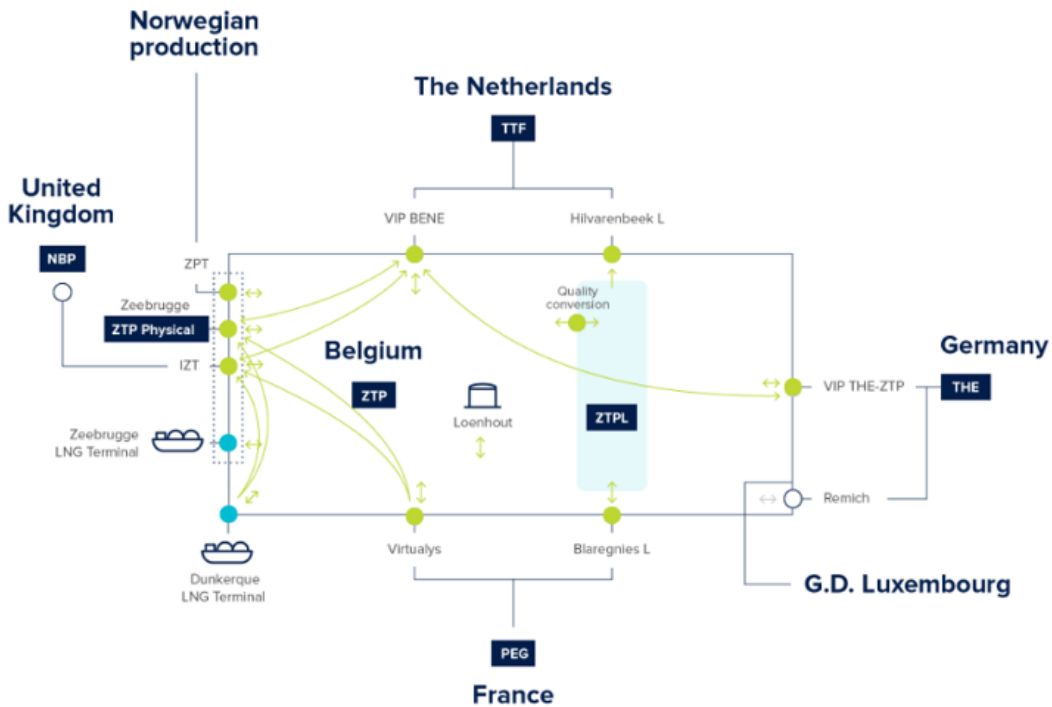 Norwegian
production
The Netherlands
TTF
United
Kingdom
NBP
VIP BENE
Hilvarenbeek L
ZPT
Zeebrugge
ZTP Physical
IZT
Quality
conversion
Belgium
ZTP
Loenhout
ZTPL
Germany
VIP THE-ZTP
THE
Zeebrugge
LNG Terminal
Remich
Virtualys
Blaregnies L
Dunkerque
LNG Terminal
G.D. Luxembourg
PEG
France